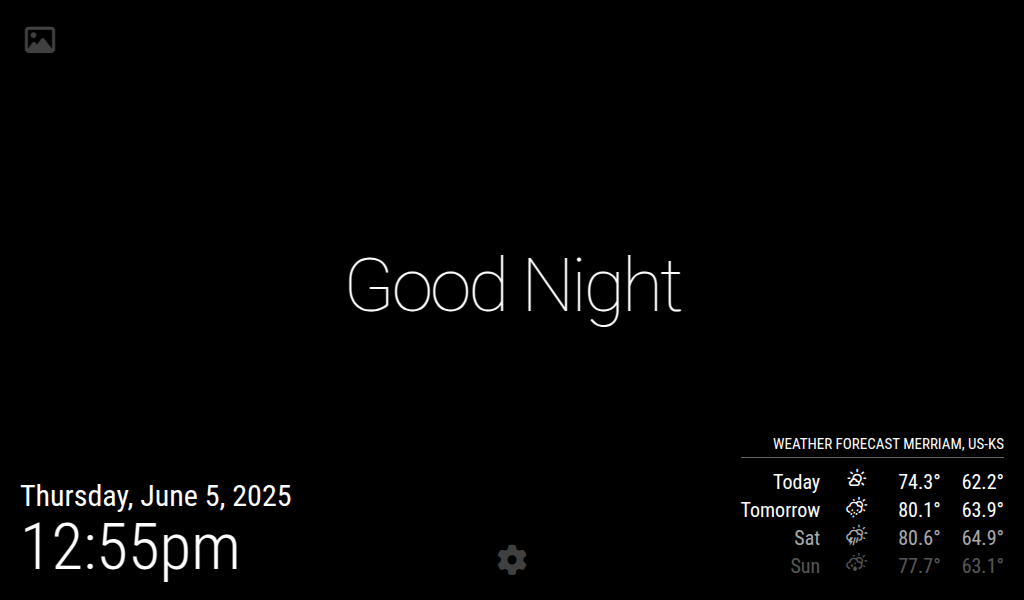 Good Night
WEATHER FORECAST MERRIAM, US-KS
Today 74.3° 62.2°
Tomorrow 80.1° 63.9°
Sat 80.6° 64.9°
Sun 77.7° 63.1°
Thursday, June 5, 2025
12:55pm